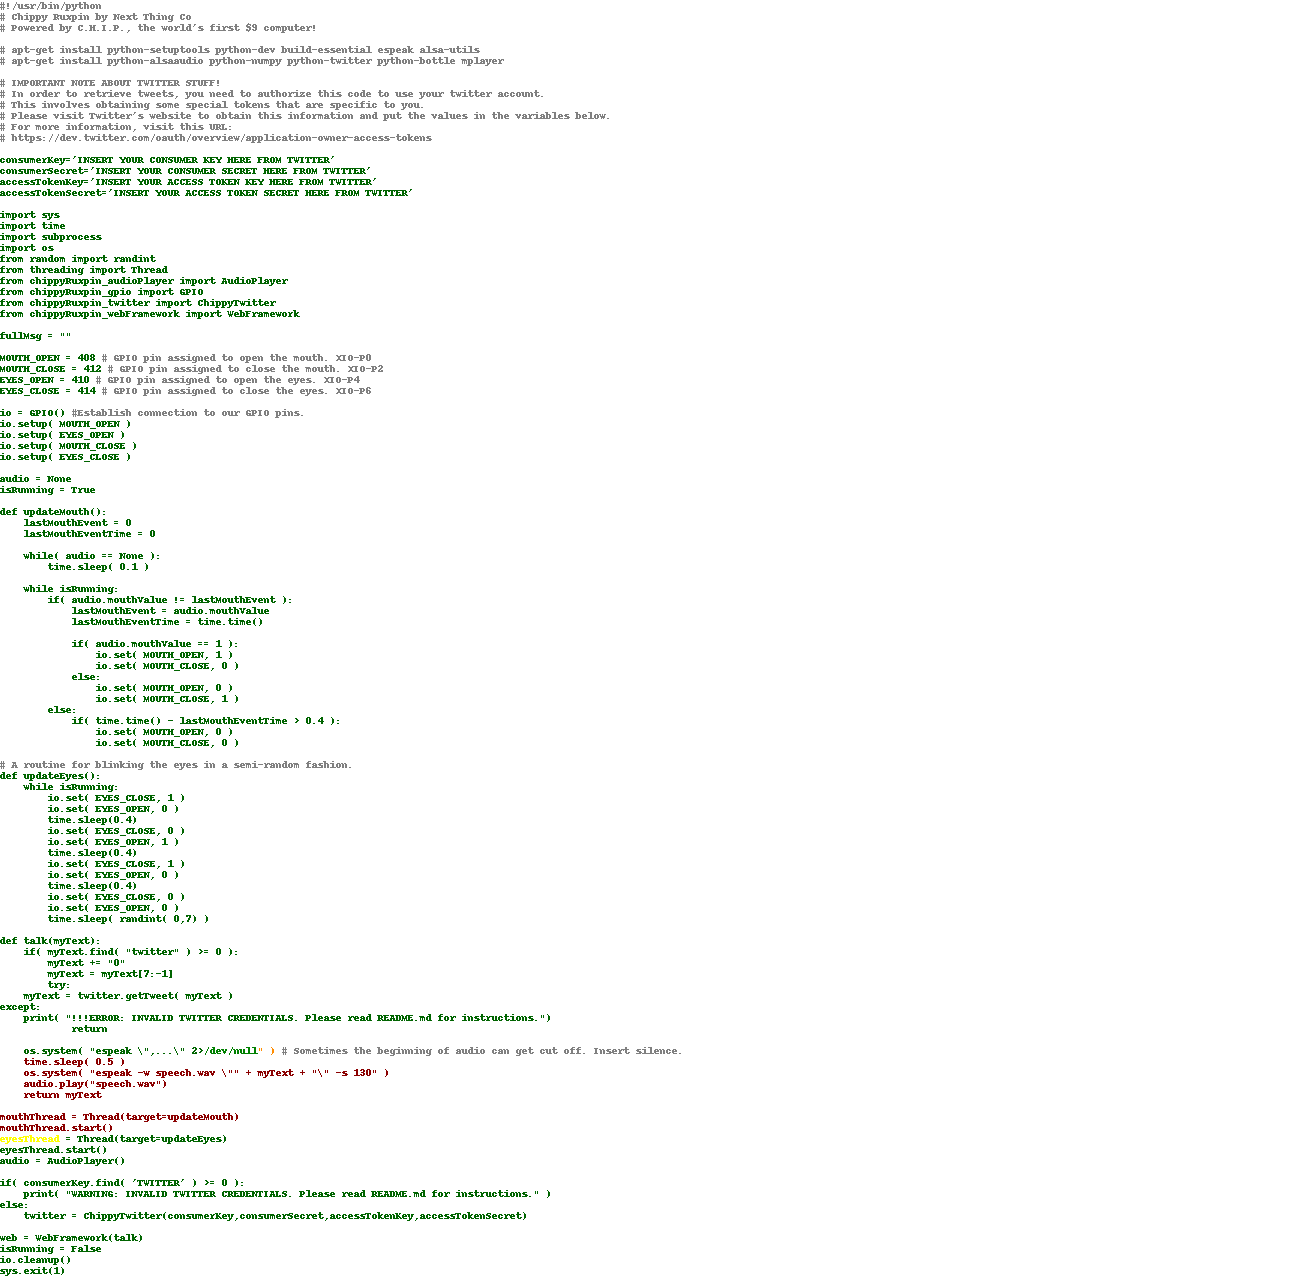 #!/usr/bin/python
# Chippy Ruxpin by Next Thing Co
# Powered by C.H.I.P., the world's first $9 computer!

# apt-get install python-setuptools python-dev build-essential espeak alsa-utils
# apt-get install python-alsaaudio python-numpy python-twitter python-bottle mplayer

# IMPORTANT NOTE ABOUT TWITTER STUFF!
# In order to retrieve tweets, you need to authorize this code to use your twitter account.
# This involves obtaining some special tokens that are specific to you.
# Please visit Twitter's website to obtain this information and put the values in the variables below.
# For more information, visit this URL:
# https://dev.twitter.com/oauth/overview/application-owner-access-tokens

consumerKey='INSERT YOUR CONSUMER KEY HERE FROM TWITTER'
consumerSecret='INSERT YOUR CONSUMER SECRET HERE FROM TWITTER'
accessTokenKey='INSERT YOUR ACCESS TOKEN KEY HERE FROM TWITTER'
accessTokenSecret='INSERT YOUR ACCESS TOKEN SECRET HERE FROM TWITTER'

import sys
import time
import subprocess
import os
from random import randint
from threading import Thread
from chippyRuxpin_audioPlayer import AudioPlayer
from chippyRuxpin_gpio import GPIO
from chippyRuxpin_twitter import ChippyTwitter
from chippyRuxpin_webFramework import WebFramework

fullMsg = ""

MOUTH_OPEN = 408 # GPIO pin assigned to open the mouth. XIO-P0
MOUTH_CLOSE = 412 # GPIO pin assigned to close the mouth. XIO-P2
EYES_OPEN = 410 # GPIO pin assigned to open the eyes. XIO-P4
EYES_CLOSE = 414 # GPIO pin assigned to close the eyes. XIO-P6

io = GPIO() #Establish connection to our GPIO pins.
io.setup( MOUTH_OPEN )
io.setup( EYES_OPEN )
io.setup( MOUTH_CLOSE )
io.setup( EYES_CLOSE )

audio = None
isRunning = True

def updateMouth():
    lastMouthEvent = 0
    lastMouthEventTime = 0

    while( audio == None ):
        time.sleep( 0.1 )

    while isRunning:
        if( audio.mouthValue != lastMouthEvent ):
            lastMouthEvent = audio.mouthValue
            lastMouthEventTime = time.time()

            if( audio.mouthValue == 1 ):
                io.set( MOUTH_OPEN, 1 )
                io.set( MOUTH_CLOSE, 0 )
            else:
                io.set( MOUTH_OPEN, 0 )
                io.set( MOUTH_CLOSE, 1 )
        else:
            if( time.time() - lastMouthEventTime > 0.4 ):
                io.set( MOUTH_OPEN, 0 )
                io.set( MOUTH_CLOSE, 0 )

# A routine for blinking the eyes in a semi-random fashion.
def updateEyes():
    while isRunning:
        io.set( EYES_CLOSE, 1 )
        io.set( EYES_OPEN, 0 )
        time.sleep(0.4)
        io.set( EYES_CLOSE, 0 )
        io.set( EYES_OPEN, 1 )
        time.sleep(0.4)
        io.set( EYES_CLOSE, 1 )
        io.set( EYES_OPEN, 0 )
        time.sleep(0.4)
        io.set( EYES_CLOSE, 0 )
        io.set( EYES_OPEN, 0 )
        time.sleep( randint( 0,7) )

def talk(myText):
    if( myText.find( "twitter" ) >= 0 ):
        myText += "0"
        myText = myText[7:-1]
        try:
    myText = twitter.getTweet( myText )
except:
    print( "!!!ERROR: INVALID TWITTER CREDENTIALS. Please read README.md for instructions.")
            return

    os.system( "espeak \",...\" 2>/dev/null" ) # Sometimes the beginning of audio can get cut off. Insert silence.
    time.sleep( 0.5 )
    os.system( "espeak -w speech.wav \"" + myText + "\" -s 130" )
    audio.play("speech.wav")
    return myText

mouthThread = Thread(target=updateMouth)
mouthThread.start()
eyesThread = Thread(target=updateEyes)
eyesThread.start()
audio = AudioPlayer()

if( consumerKey.find( 'TWITTER' ) >= 0 ):
    print( "WARNING: INVALID TWITTER CREDENTIALS. Please read README.md for instructions." )
else:
    twitter = ChippyTwitter(consumerKey,consumerSecret,accessTokenKey,accessTokenSecret)

web = WebFramework(talk)
isRunning = False
io.cleanup()
sys.exit(1)